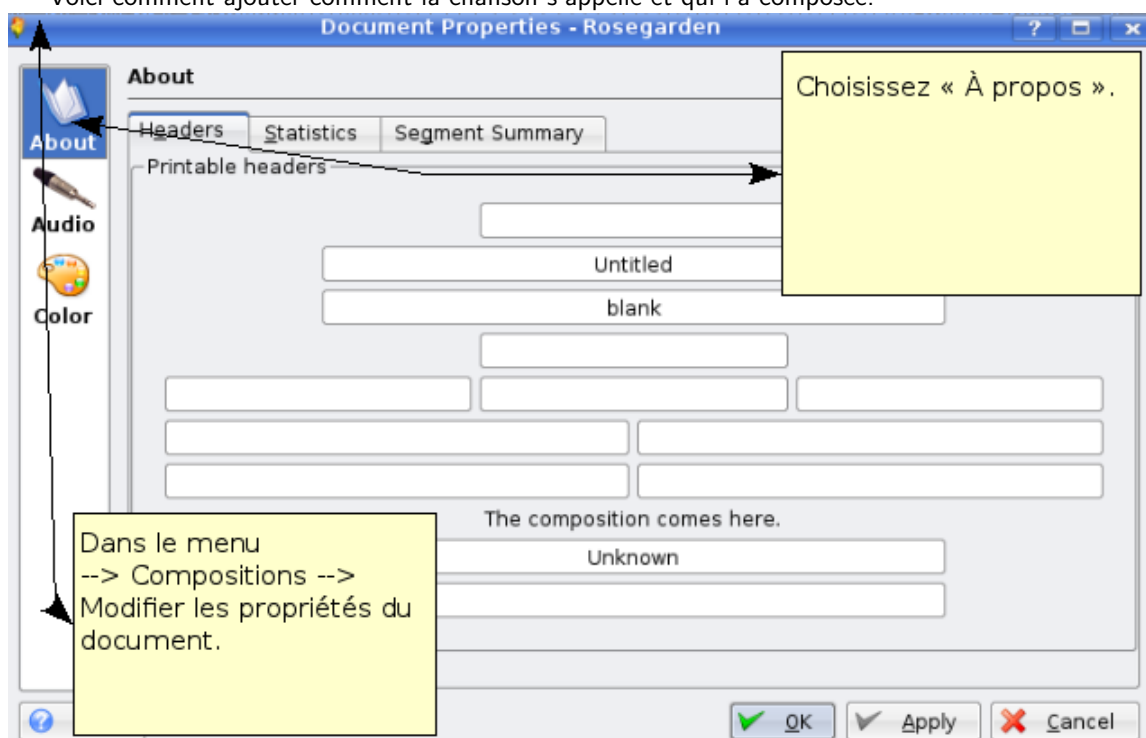 Voici comment ajouter comment la chanson s'appelle et qui l'a composée.
Document Properties - Rosegarden
About
Choisissez « À propos ».
About
Headers Statistics Segment Summary
Printable headers
Audio
Untitled
Color
blank
The composition comes here.
Unknown
Dans le menu
--> Compositions -->
Modifier les propriétés du
document.
OK Apply Cancel